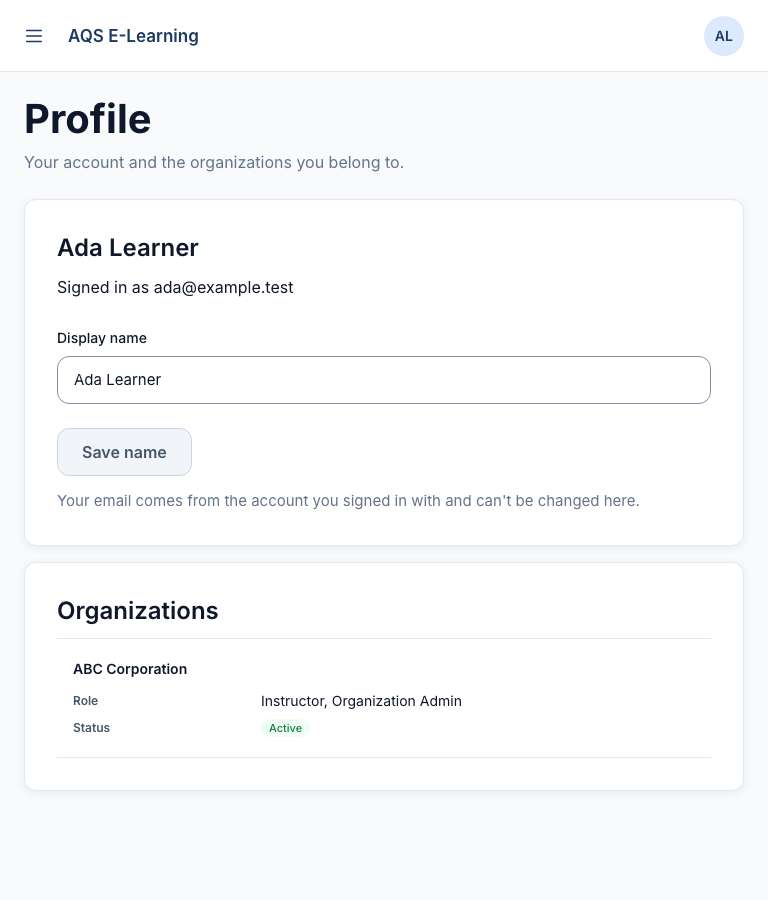 AQS E-Learning
AL
Profile
Your account and the organizations you belong to.
Ada Learner
Signed in as ada@example.test
Display name
Ada Learner
Save name
Your email comes from the account you signed in with and can't be changed here.
Organizations
ABC Corporation
Role Instructor, Organization Admin
Status Active